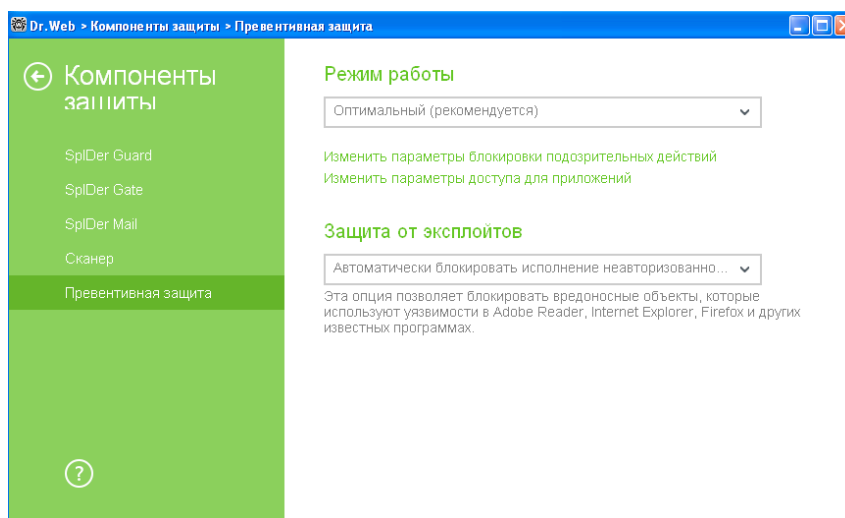 Dr.Web > Компоненты защиты > Превентивная защита
Компоненты
защиты
SpIDer Guard
SpIDer Gate
SpIDer Mail
Сканер
Превентивная защита
?
Режим работы
Оптимальный (рекомендуется)
Изменить параметры блокировки подозрительных действий
Изменить параметры доступа для приложений
Защита от эксплойтов
Автоматически блокировать исполнение неавторизованно...
Эта опция позволяет блокировать вредоносные объекты, которые
используют уязвимости в Adobe Reader, Internet Explorer, Firefox и других
известных программах.